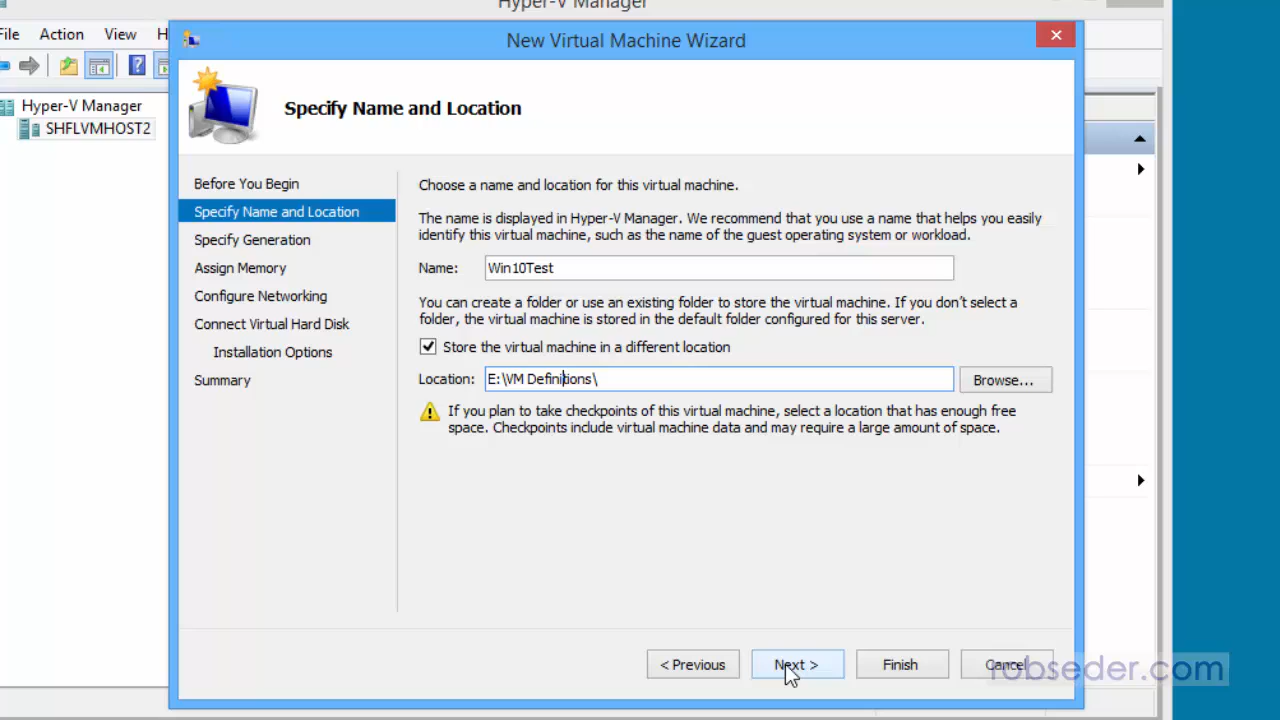 Hyper-V Manager
File Action View H
Hyper-V Manager
SHFLVMHOST2
New Virtual Machine Wizard
Specify Name and Location
Before You Begin
Specify Name and Location
Specify Generation
Assign Memory
Configure Networking
Connect Virtual Hard Disk
Installation Options
Summary
Choose a name and location for this virtual machine.
The name is displayed in Hyper-V Manager. We recommend that you use a name that helps you easily
identify this virtual machine, such as the name of the guest operating system or workload.
Name: Win10Test
You can create a folder or use an existing folder to store the virtual machine. If you don't select a
folder, the virtual machine is stored in the default folder configured for this server.
Store the virtual machine in a different location
Location: E:\VM Definitions\ Browse...
If you plan to take checkpoints of this virtual machine, select a location that has enough free
space. Checkpoints include virtual machine data and may require a large amount of space.
< Previous Next > Finish Cancel
robseder.com